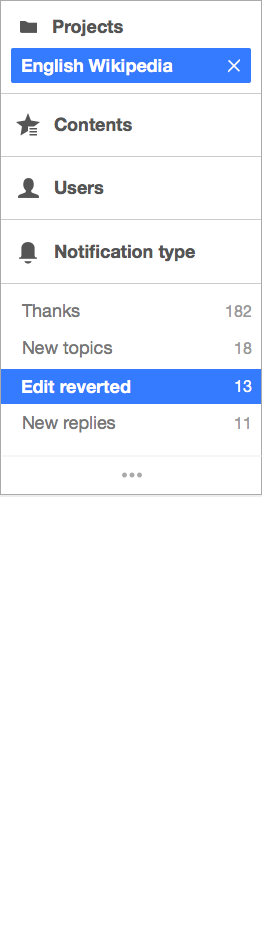 Projects
English Wikipedia
Contents
Users
Notification type
Thanks 182
New topics 18
Edit reverted 13
New replies 11